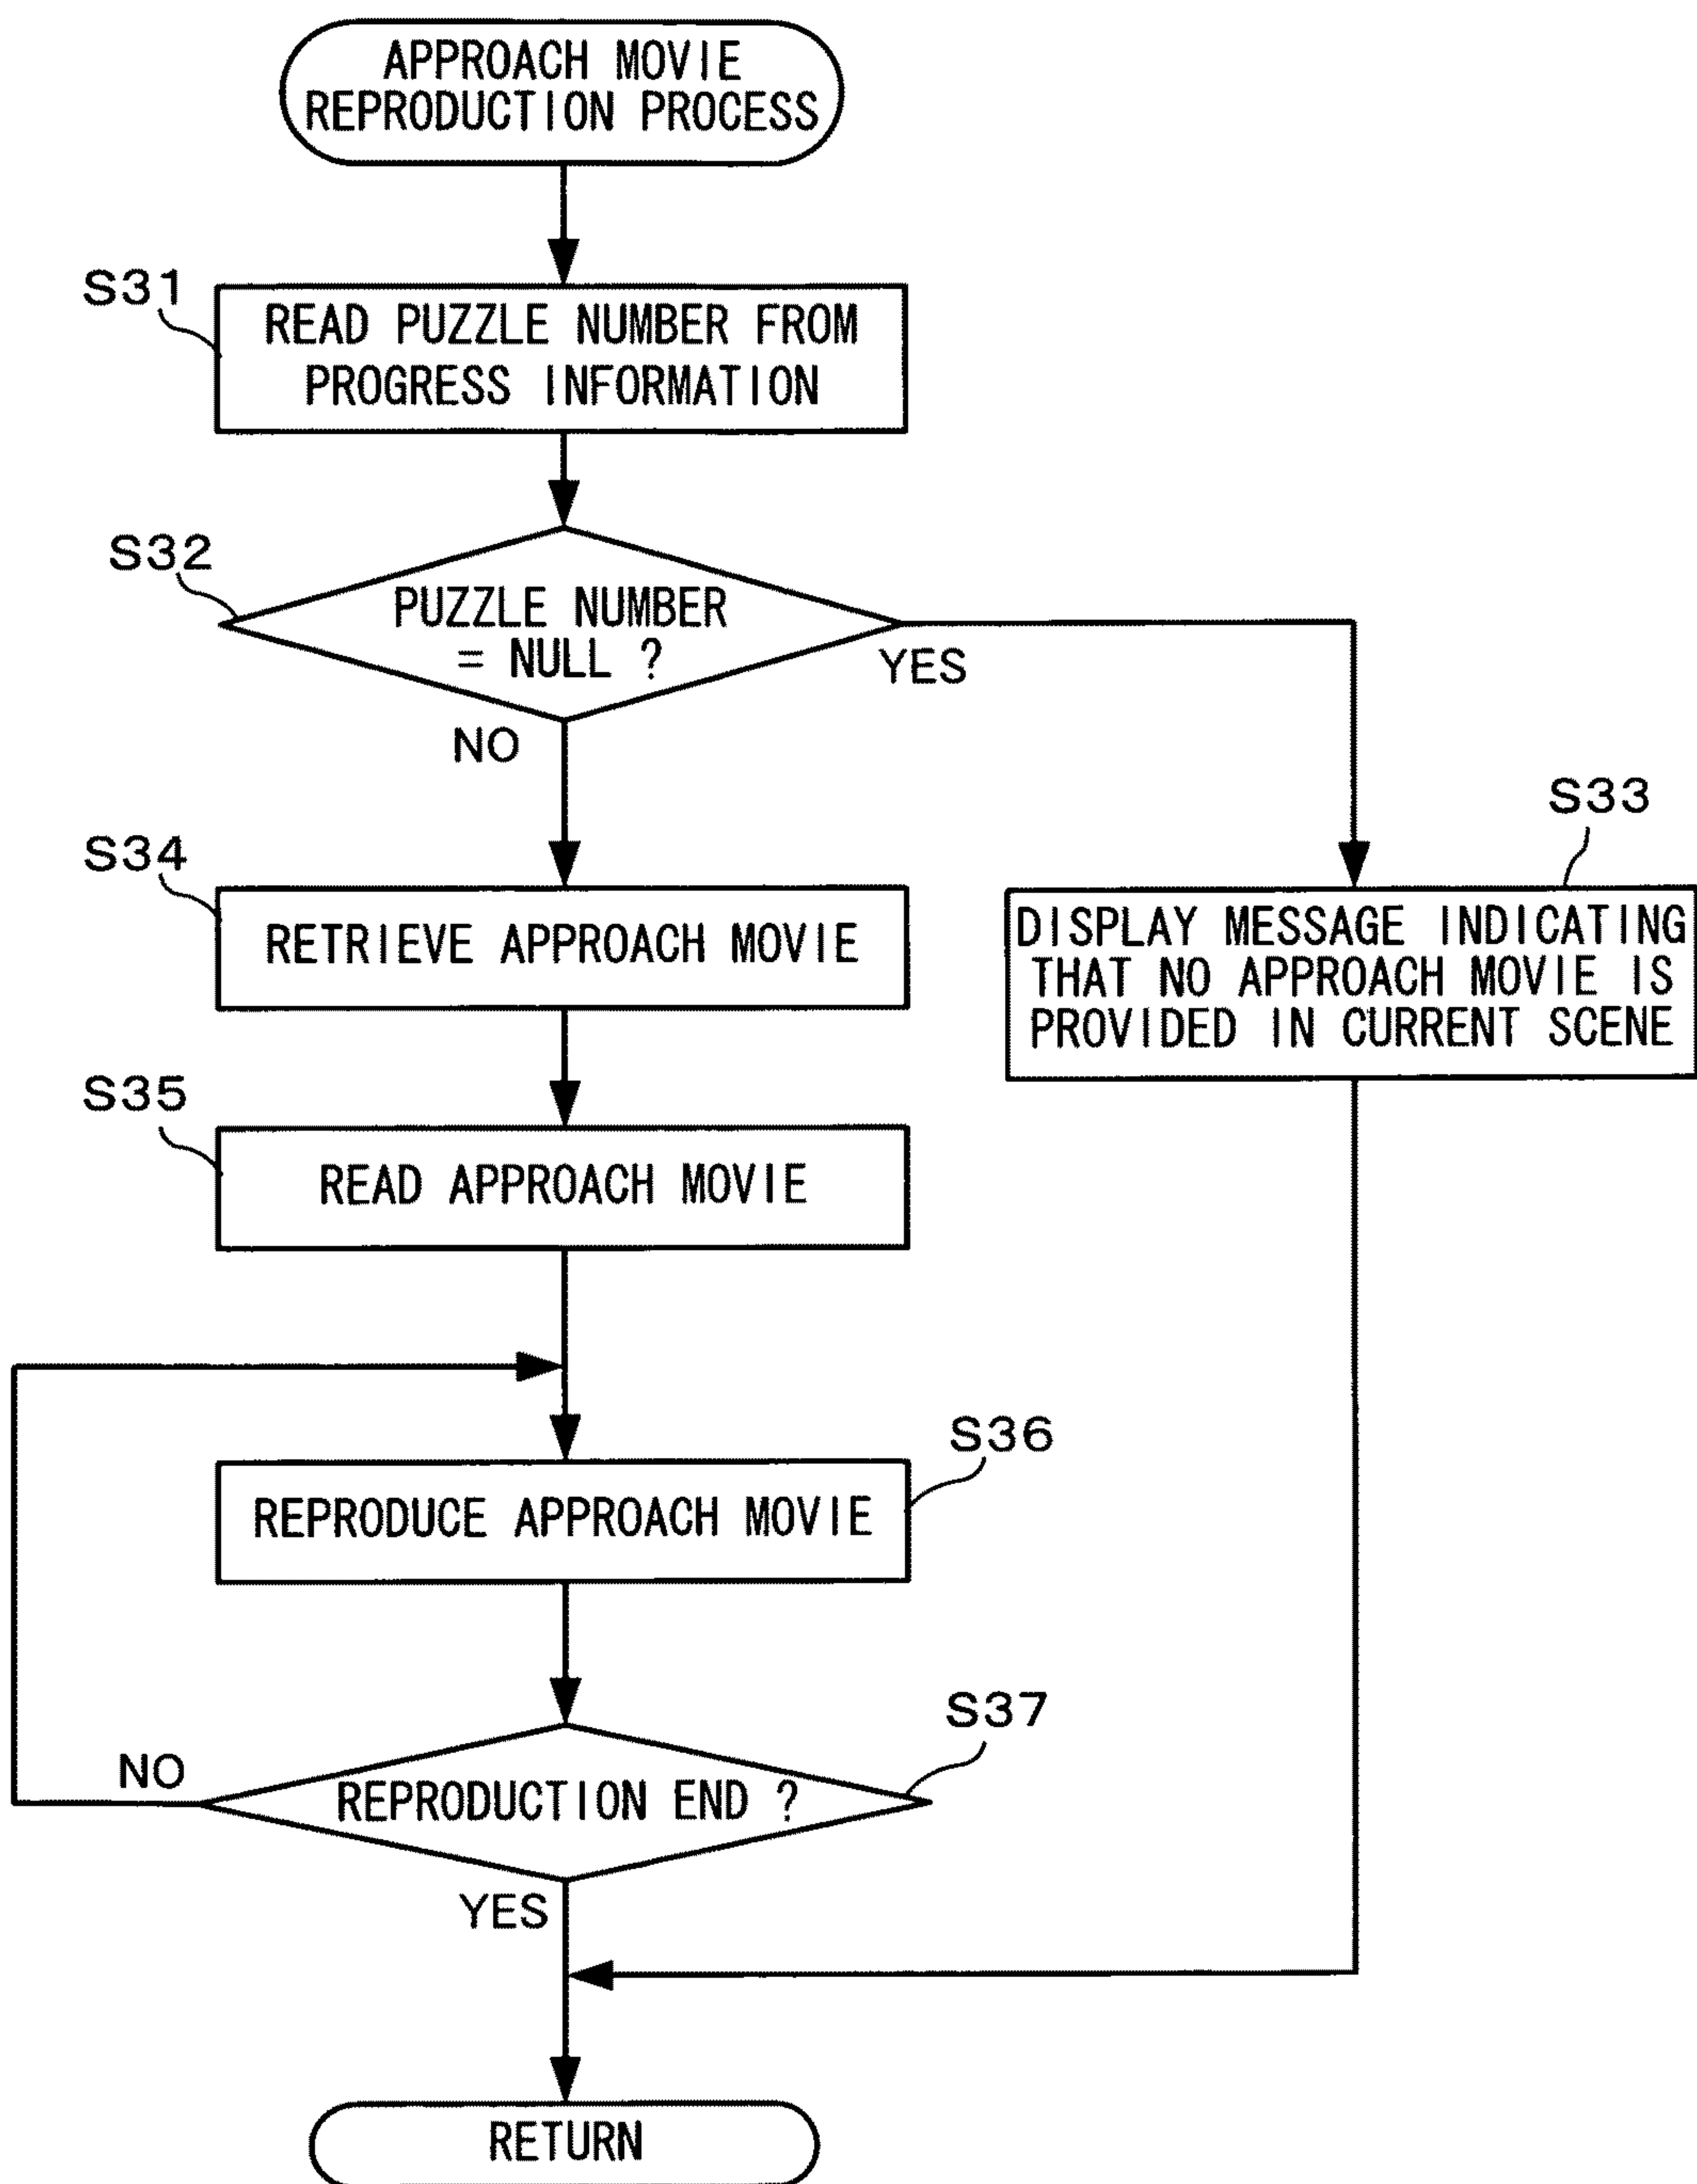 APPROACH MOVIE
REPRODUCTION PROCESS
S31
READ PUZZLE NUMBER FROM
PROGRESS INFORMATION
S32
PUZZLE NUMBER
= NULL ?
YES
NO
S33
DISPLAY MESSAGE INDICATING
THAT NO APPROACH MOVIE IS
PROVIDED IN CURRENT SCENE
S34
RETRIEVE APPROACH MOVIE
S35
READ APPROACH MOVIE
S36
REPRODUCE APPROACH MOVIE
S37
REPRODUCTION END ?
NO
YES
RETURN